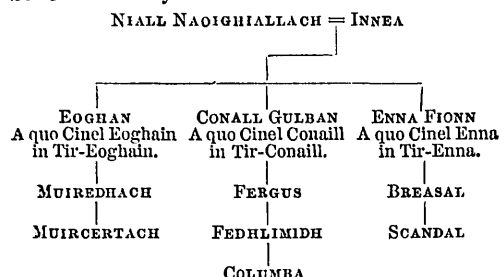 NIALL NAOIGHIALLACH = INNEA
EOGHAN CONALL GULBAN ENNA FIONN
A quo Cinel Eoghain A quo Cinel Conaill A quo Cinel Enna
in Tir-Eoghain. in Tir-Conaill. in Tir-Enna.
MUIREDHACH FERGUS BREASAL
MUIRCERTACH FEDHLIMIDH SCANDAL
COLUMBA